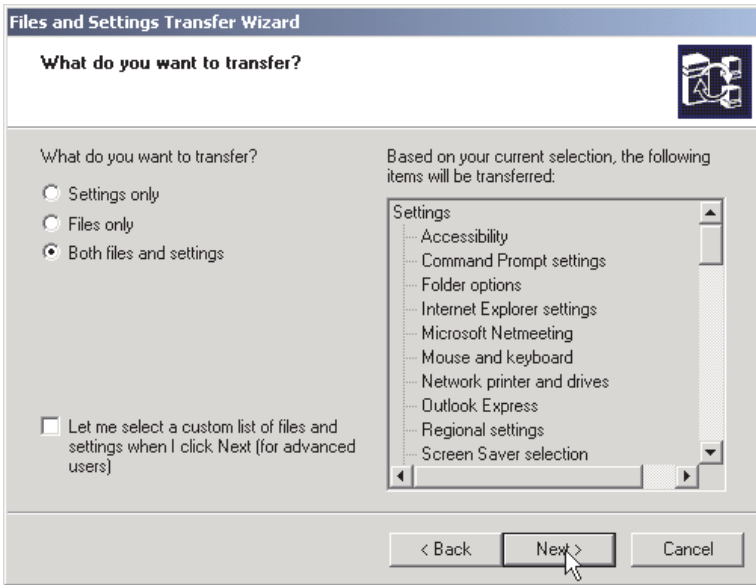 Files and Settings Transfer Wizard
What do you want to transfer?
What do you want to transfer?
Settings only
Files only
Both files and settings
Let me select a custom list of files and
settings when I click Next (for advanced
users)
Based on your current selection, the following
items will be transferred:
Settings
Accessibility
Command Prompt settings
Folder options
Internet Explorer settings
Microsoft Netmeeting
Mouse and keyboard
Network printer and drives
Outlook Express
Regional settings
Screen Saver selection
< Back
Next >
Cancel